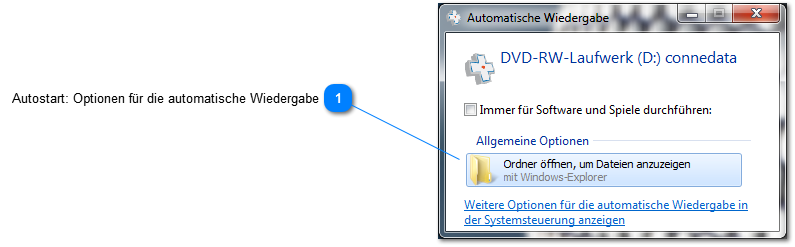 Automatische Wiedergabe
DVD-RW-Laufwerk (D:) connedata
Autostart: Optionen für die automatische Wiedergabe 1
Immer für Software und Spiele durchführen:
Allgemeine Optionen
Ordner öffnen, um Dateien anzuzeigen
mit Windows-Explorer
Weitere Optionen für die automatische Wiedergabe in
der Systemsteuerung anzeigen